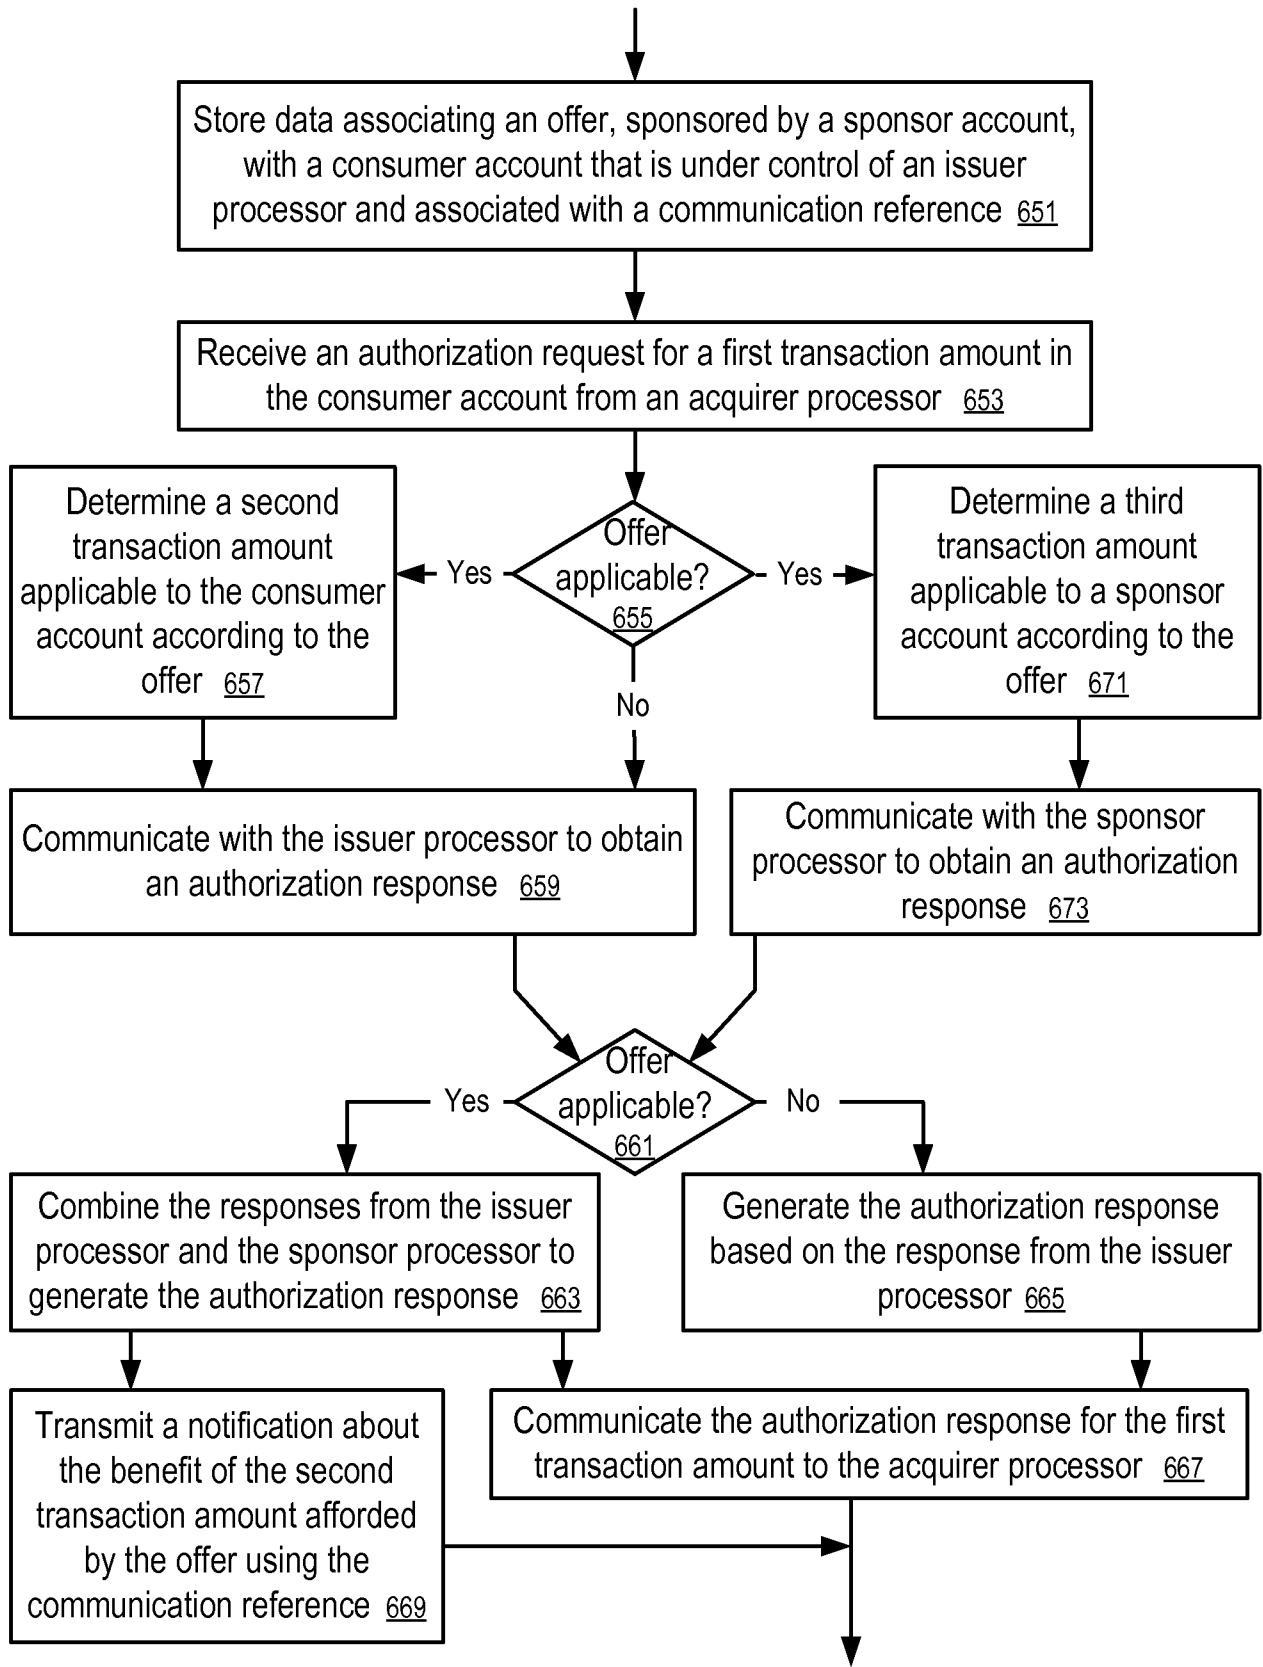 Store data associating an offer, sponsored by a sponsor account,
with a consumer account that is under control of an issuer
processor and associated with a communication reference 651
Receive an authorization request for a first transaction amount in
the consumer account from an acquirer processor 653
Determine a second
transaction amount
applicable to the consumer
account according to the
offer 657
Yes
Offer
applicable?
655
Yes
No
Determine a third
transaction amount
applicable to a sponsor
account according to the
offer 671
Communicate with the issuer processor to obtain
an authorization response 659
Communicate with the sponsor
processor to obtain an authorization
response 673
Yes
Offer
applicable?
661
No
Combine the responses from the issuer
processor and the sponsor processor to
generate the authorization response 663
Generate the authorization response
based on the response from the issuer
processor 665
Transmit a notification about
the benefit of the second
transaction amount afforded
by the offer using the
communication reference 669
Communicate the authorization response for the first
transaction amount to the acquirer processor 667